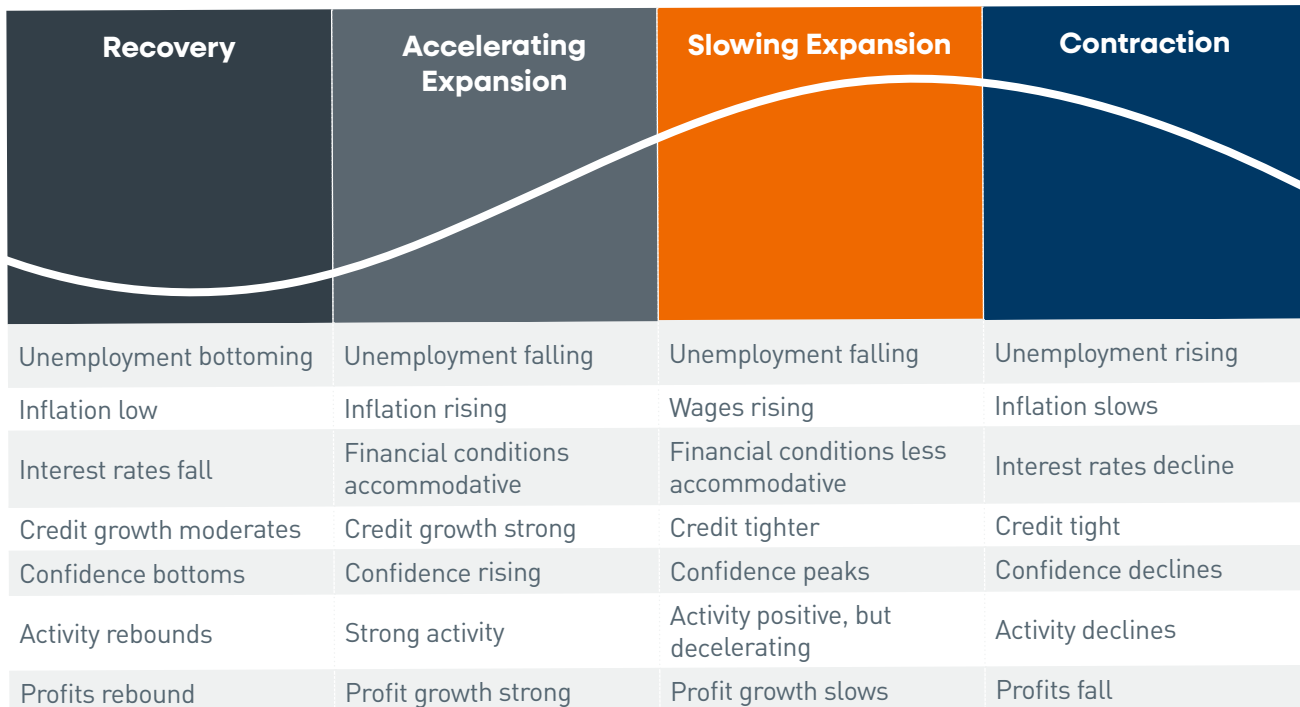 Recovery
Accelerating
Expansion
Slowing Expansion
Contraction
Unemployment bottoming
Unemployment falling
Unemployment falling
Unemployment rising
Inflation low
Inflation rising
Wages rising
Inflation slows
Interest rates fall
Financial conditions
accommodative
Financial conditions less
accommodative
Interest rates decline
Credit growth moderates
Credit growth strong
Credit tighter
Credit tight
Confidence bottoms
Confidence rising
Confidence peaks
Confidence declines
Activity rebounds
Strong activity
Activity positive, but
decelerating
Activity declines
Profits rebound
Profit growth strong
Profit growth slows
Profits fall